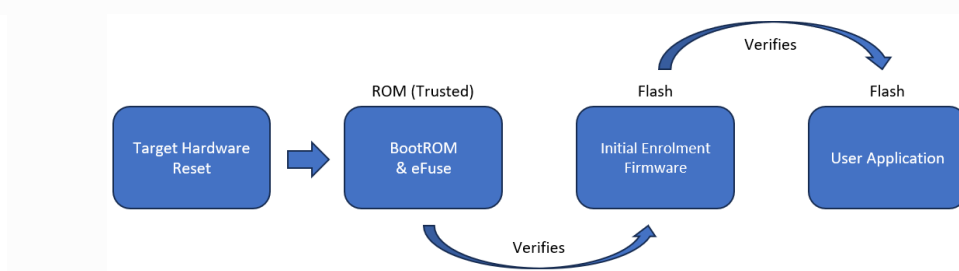 Verifies
ROM (Trusted)
Flash
Flash
Target Hardware
Reset
BootROM
& eFuse
Initial Enrolment
Firmware
User Application
Verifies